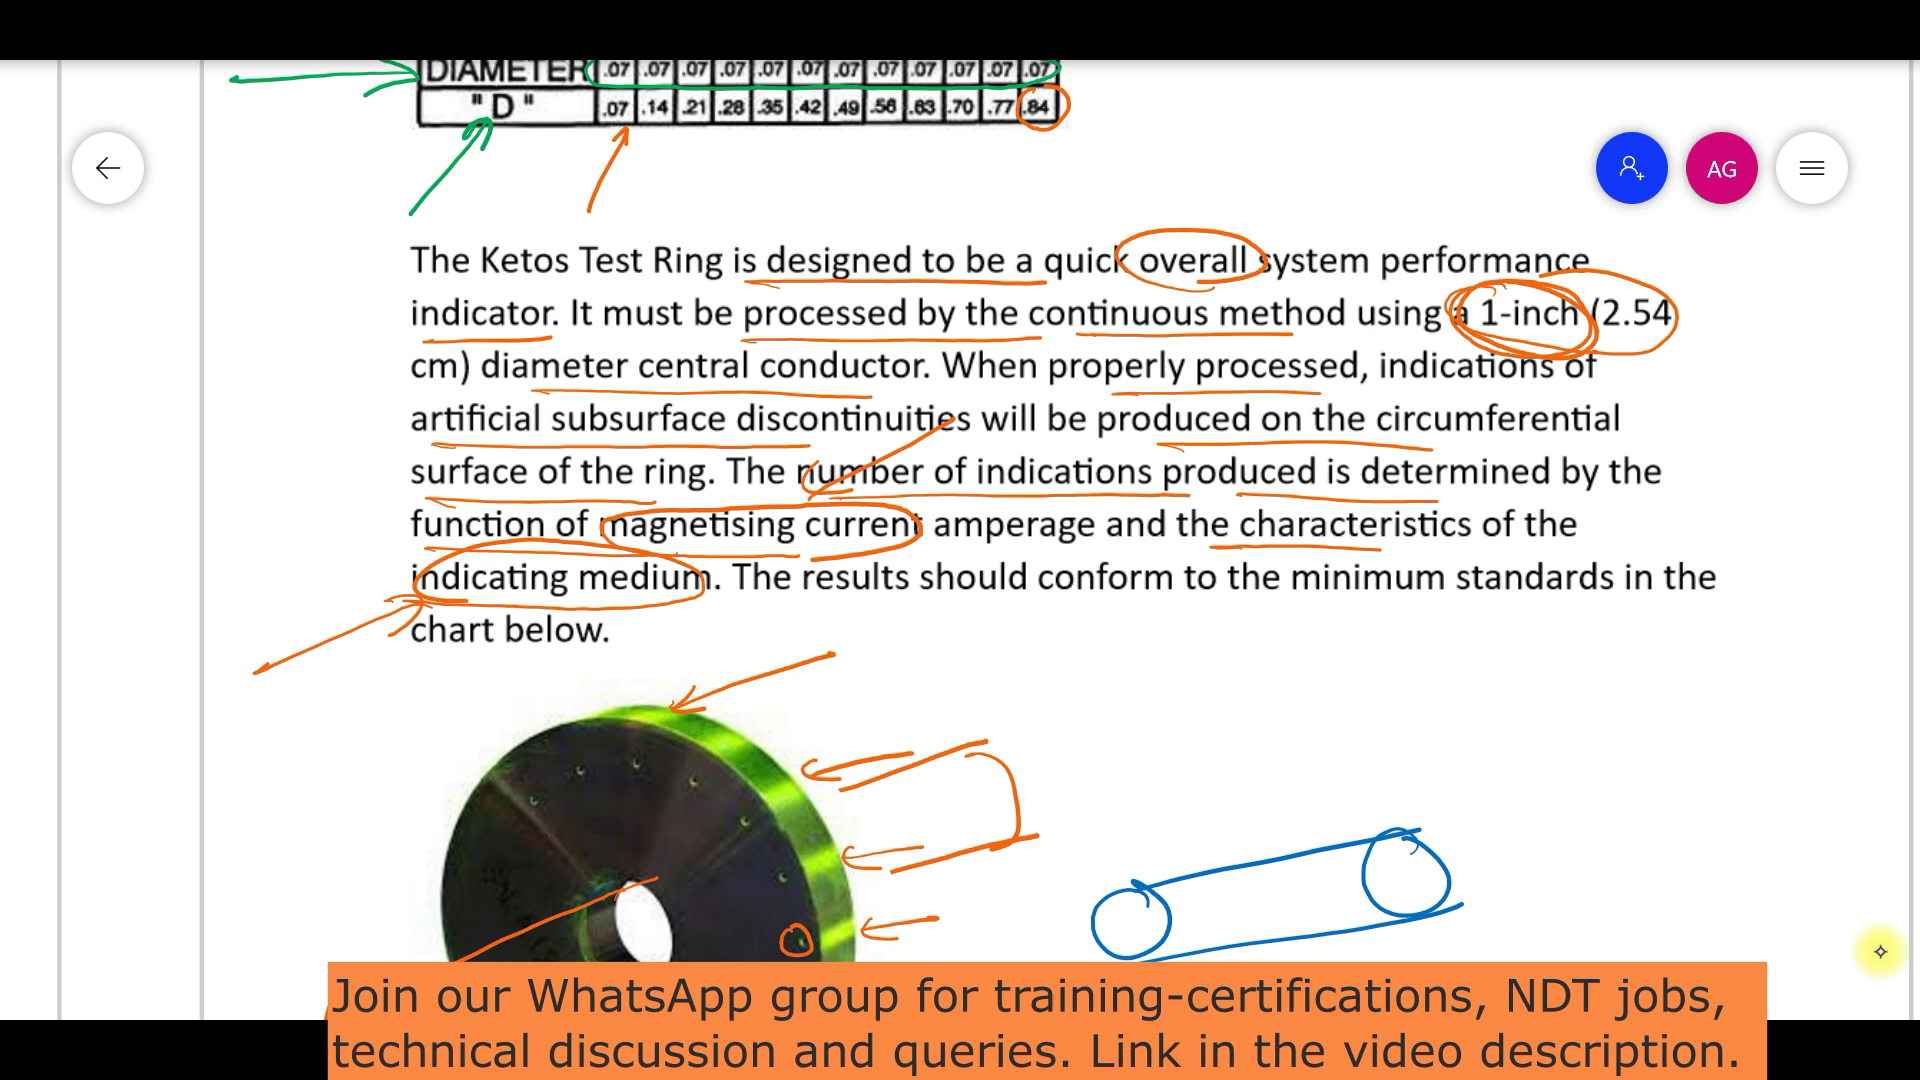 DIAMETER .07 .07 .07 .07 .07 .07 .07 .07 .07 .07 .07 .07
"D" .07 .14 .21 .28 .35 .42 .49 .56 .63 .70 .77 .84
AG
The Ketos Test Ring is designed to be a quick overall system performance
indicator. It must be processed by the continuous method using a 1-inch (2.54
cm) diameter central conductor. When properly processed, indications of
artificial subsurface discontinuities will be produced on the circumferential
surface of the ring. The number of indications produced is determined by the
function of magnetising current amperage and the characteristics of the
indicating medium. The results should conform to the minimum standards in the
chart below.
Join our WhatsApp group for training-certifications, NDT jobs,
technical discussion and queries. Link in the video description.